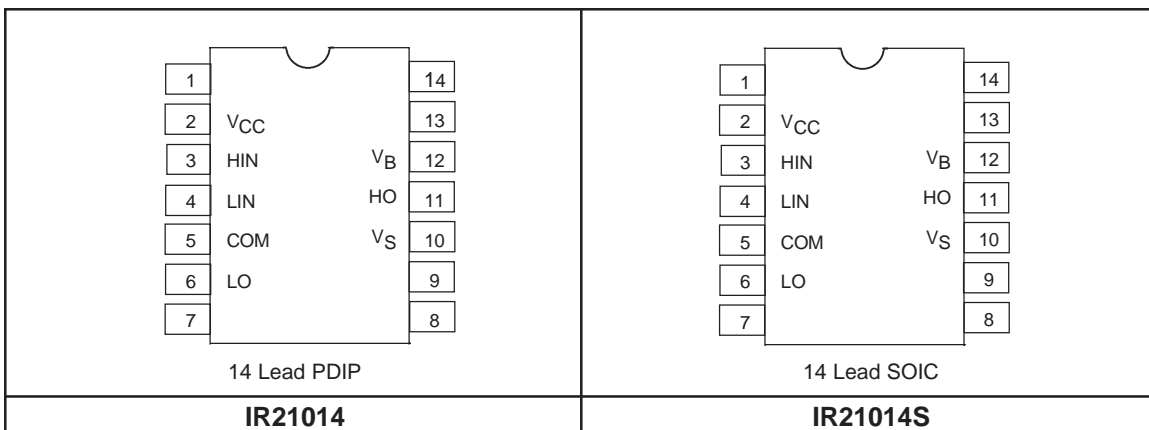 1 14
2 VCC 13
3 HIN VB 12
4 LIN HO 11
5 COM VS 10
6 LO 9
7 8
14 Lead PDIP
IR21014
1 14
2 VCC 13
3 HIN VB 12
4 LIN HO 11
5 COM VS 10
6 LO 9
7 8
14 Lead SOIC
IR21014S